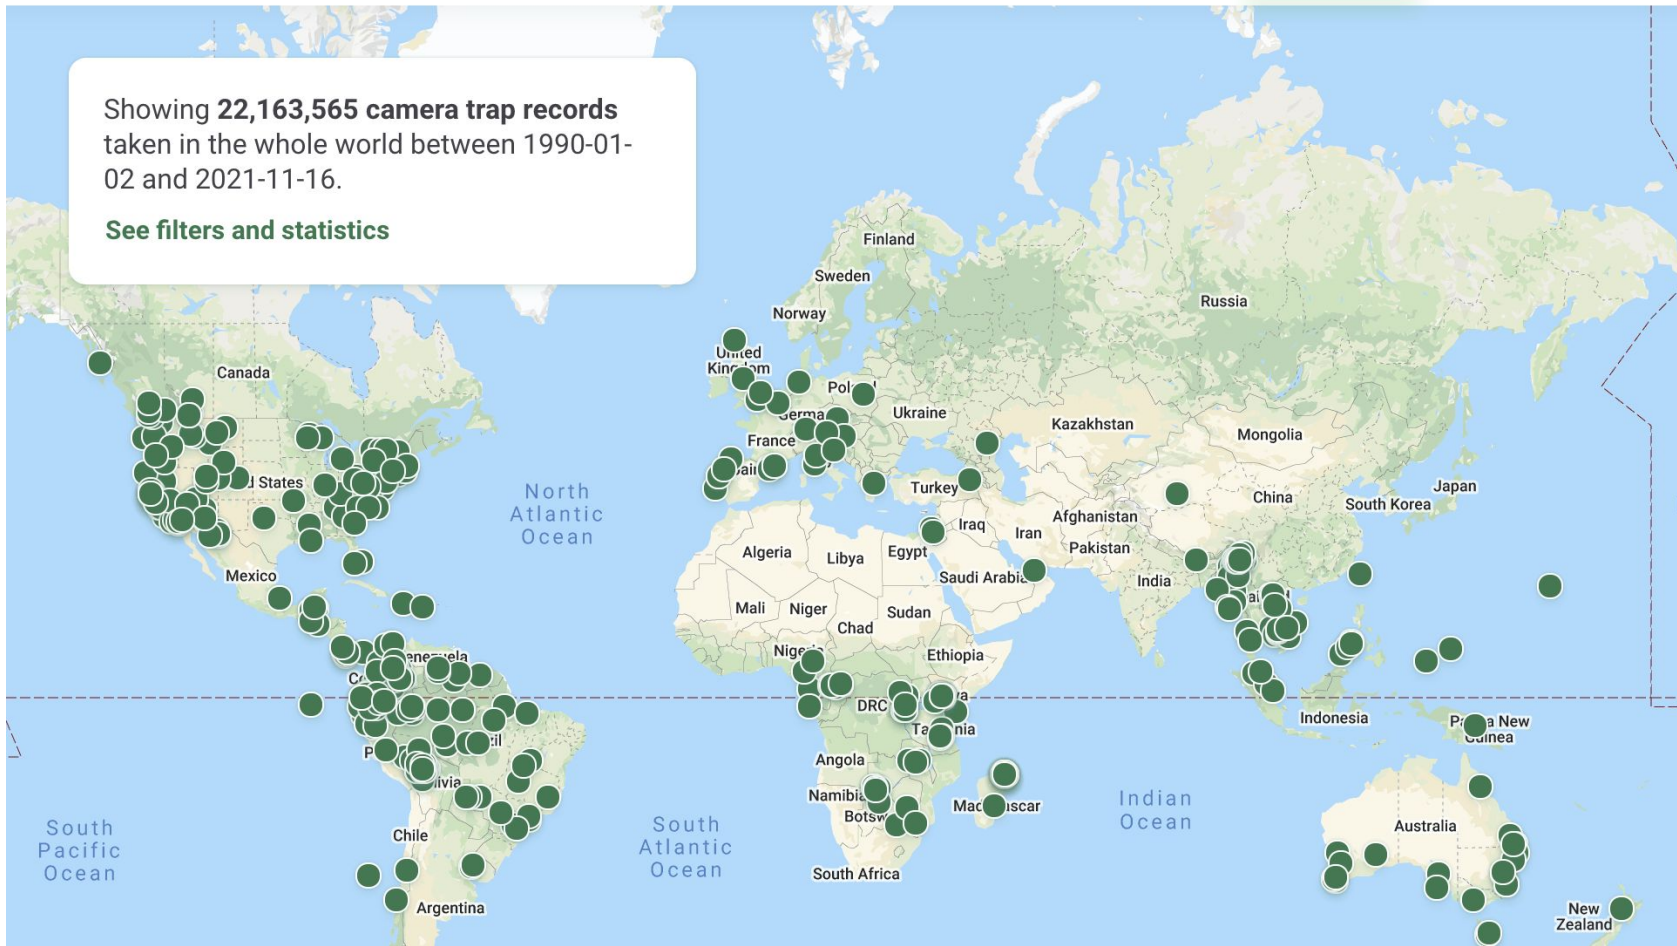 Showing 22,163,565 camera trap records
taken in the whole world between 1990-01-
02 and 2021-11-16.
See filters and statistics
Finland
Sweden
Norway
Russia
United
Kingdom
Canada
Ukraine
Kazakhstan
Mongolia
France
North
Atlantic
Ocean
Turkey
China
Japan
South Korea
Afghanistan
Iraq
Iran
Pakistan
Algeria
Libya
Egypt
Saudi Arabia
India
Mexico
Mali
Niger
Sudan
Chad
Ethiopia
DRC
Indonesia
Angola
Namibia
Indian
Ocean
Australia
South
Pacific
Ocean
South
Atlantic
Ocean
Chile
South Africa
Argentina
New
Zealand